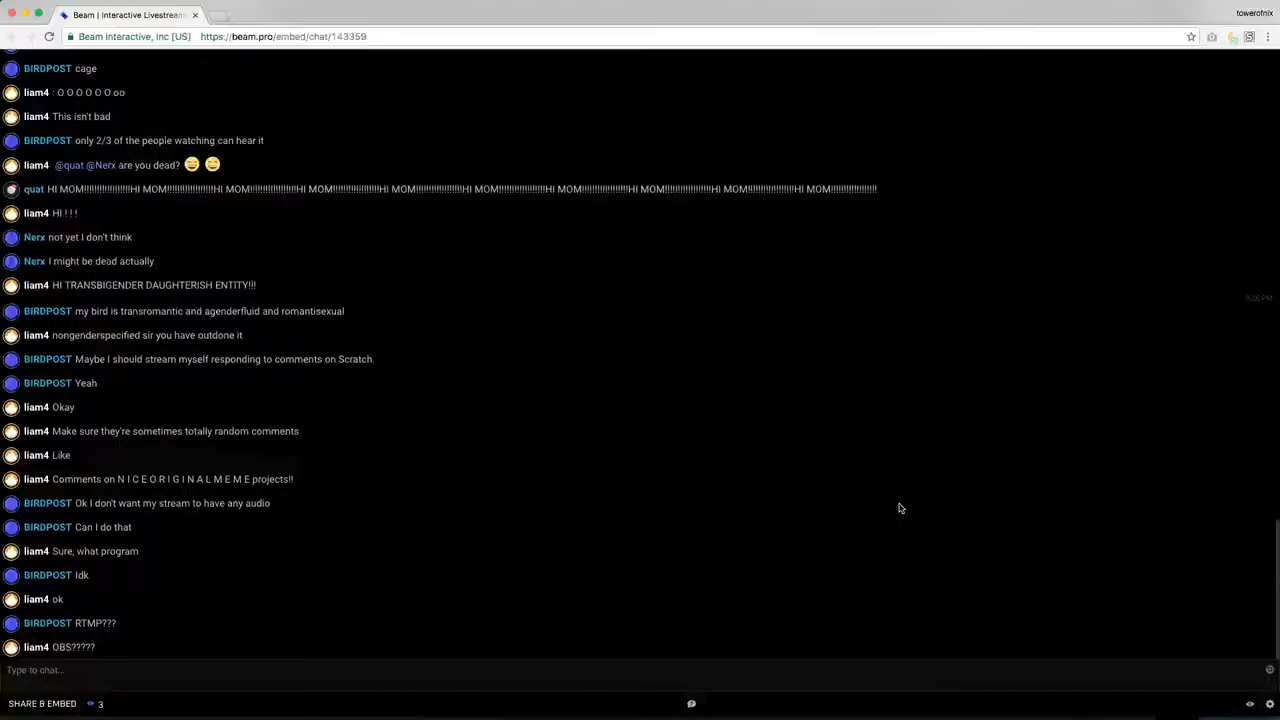 Beam | Interactive Livestream
towerofnix
Beam Interactive, Inc [US] https://beam.pro/embed/chat/143359
BIRDPOST cage
liam4 : O O O O O O oo
liam4 This isn't bad
BIRDPOST only 2/3 of the people watching can hear it
liam4 @quat @Nerx are you dead?
quat HI MOM!!!!!!!!!!!!!!!!!!!HI MOM!!!!!!!!!!!!!!!!!!!HI MOM!!!!!!!!!!!!!!!!!!!HI MOM!!!!!!!!!!!!!!!!!!!HI MOM!!!!!!!!!!!!!!!!!!!HI MOM!!!!!!!!!!!!!!!!!!!HI MOM!!!!!!!!!!!!!!!!!!!HI MOM!!!!!!!!!!!!!!!!!!!HI MOM!!!!!!!!!!!!!!!!!!!HI MOM!!!!!!!!!!!!!!!!!!!
liam4 HI ! ! !
Nerx not yet I don't think
Nerx I might be dead actually
liam4 HI TRANSBIGENDER DAUGHTERISH ENTITY!!!
BIRDPOST my bird is transromantic and agenderfluid and romantisexual
liam4 nongenderspecified sir you have outdone it
BIRDPOST Maybe I should stream myself responding to comments on Scratch.
BIRDPOST Yeah
liam4 Okay
liam4 Make sure they're sometimes totally random comments
liam4 Like
liam4 Comments on N I C E O R I G I N A L M E M E projects!!
BIRDPOST Ok I don't want my stream to have any audio
BIRDPOST Can I do that
liam4 Sure, what program
BIRDPOST Idk
liam4 ok
BIRDPOST RTMP???
liam4 OBS?????
Type to chat...
SHARE & EMBED 3